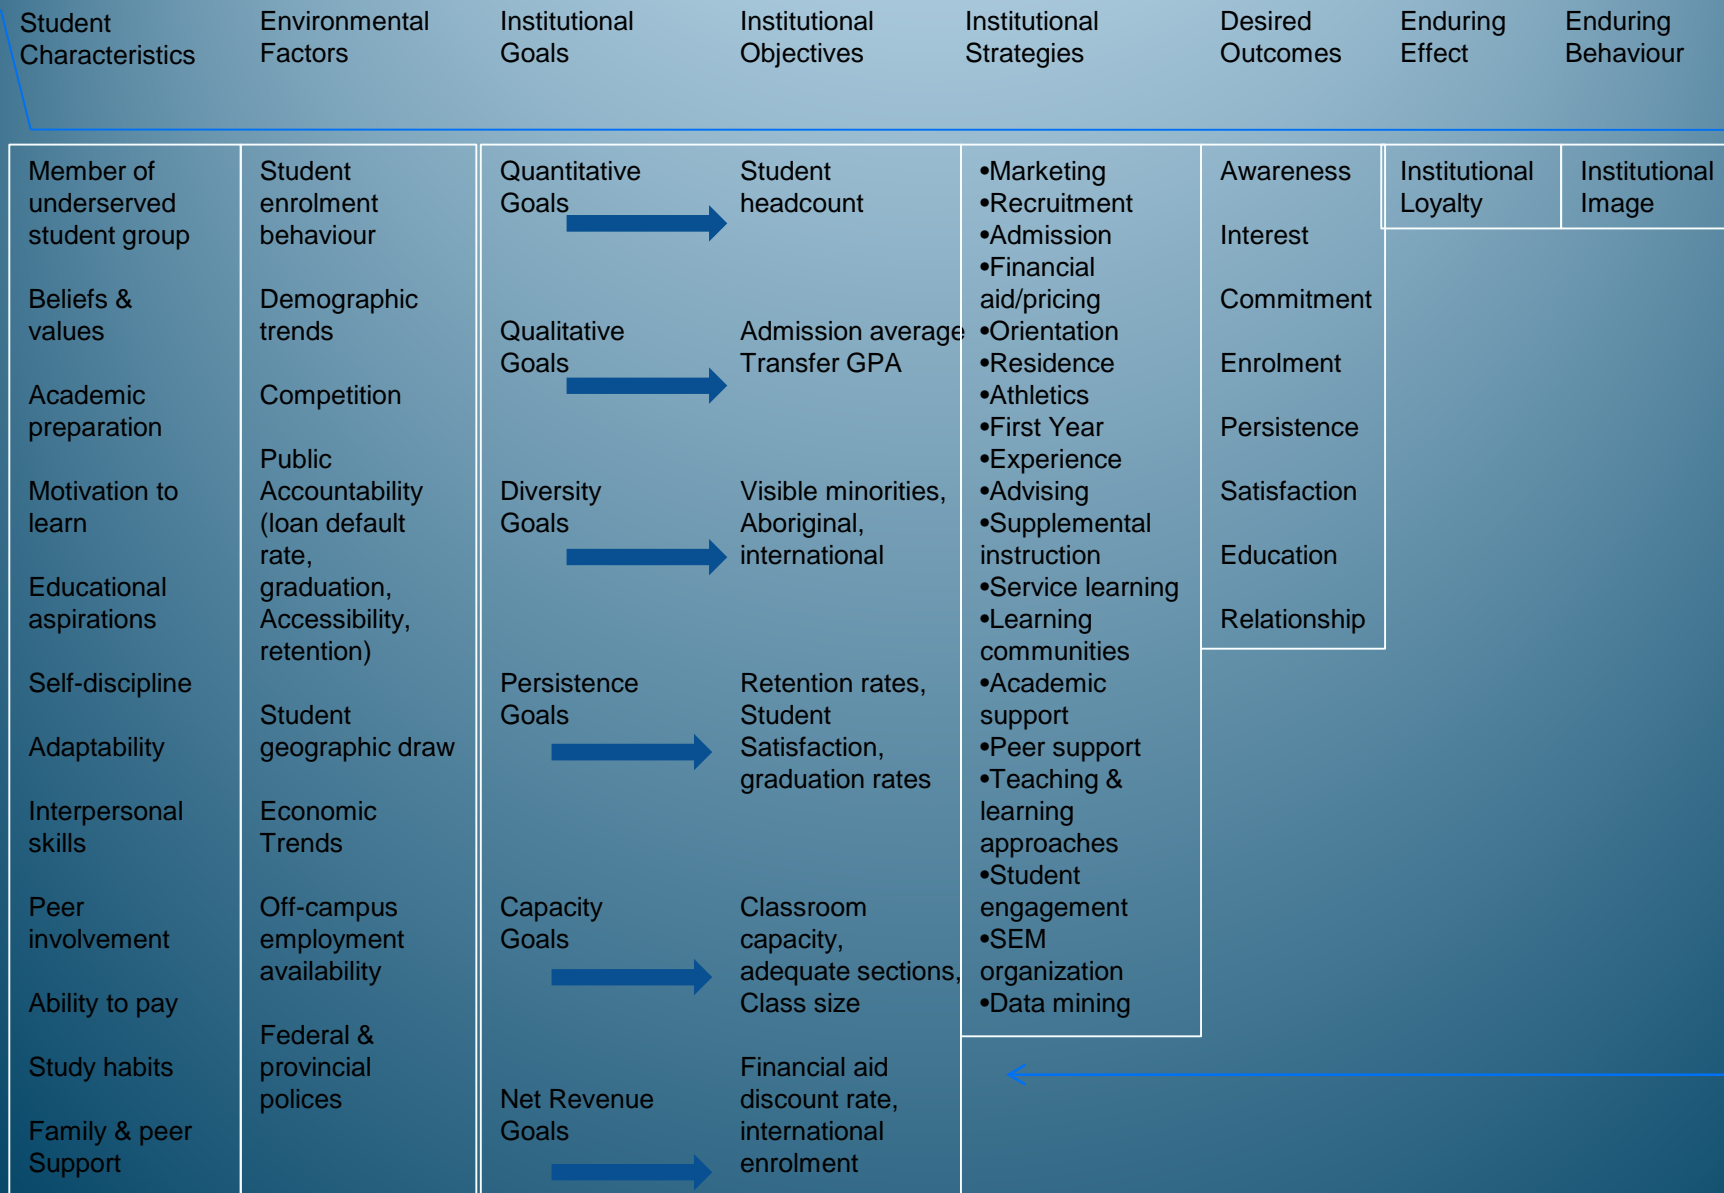 Student
Characteristics
Environmental
Factors
Institutional
Goals
Institutional
Objectives
Institutional
Strategies
Desired
Outcomes
Enduring
Effect
Enduring
Behaviour
Member of
underserved
student group
Beliefs &
values
Academic
preparation
Motivation to
learn
Educational
aspirations
Self-discipline
Adaptability
Interpersonal
skills
Peer
involvement
Ability to pay
Study habits
Family & peer
Support
Student
enrolment
behaviour
Demographic
trends
Competition
Public
Accountability
(loan default
rate,
graduation,
Accessibility,
retention)
Student
geographic draw
Economic
Trends
Off-campus
employment
availability
Federal &
provincial
polices
Quantitative
Goals
Qualitative
Goals
Diversity
Goals
Persistence
Goals
Capacity
Goals
Net Revenue
Goals
Student
headcount
Admission average
Transfer GPA
Visible minorities,
Aboriginal,
international
Retention rates,
Student
Satisfaction,
graduation rates
Classroom
capacity,
adequate sections,
Class size
Financial aid
discount rate,
international
enrolment
•Marketing
•Recruitment
•Admission
•Financial
aid/pricing
•Orientation
•Residence
•Athletics
•First Year
•Experience
•Advising
•Supplemental
instruction
•Service learning
•Learning
communities
•Academic
support
•Peer support
•Teaching &
learning
approaches
•Student
engagement
•SEM
organization
•Data mining
Awareness
Interest
Commitment
Enrolment
Persistence
Satisfaction
Education
Relationship
Institutional
Loyalty
Institutional
Image